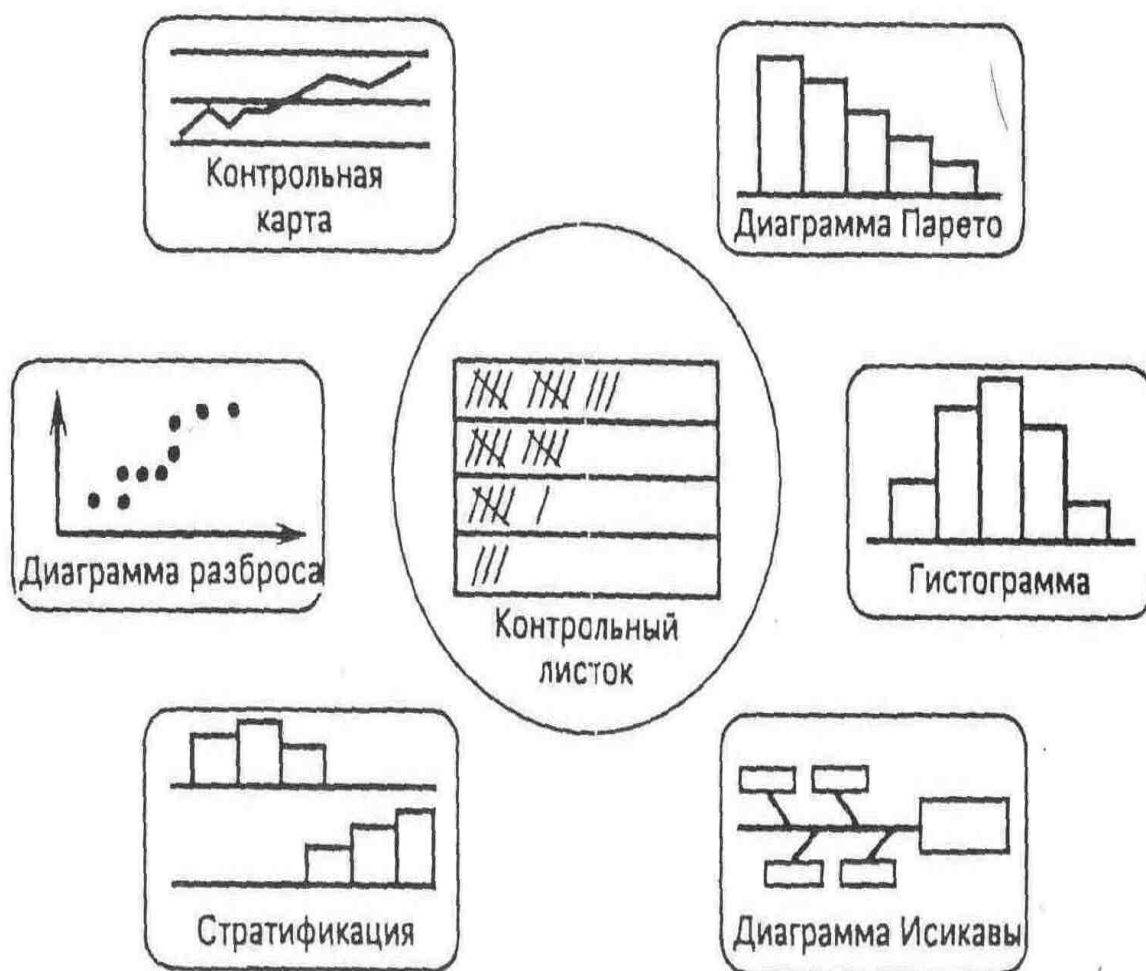 Контрольная
карта
Диаграмма Парето
Диаграмма разброса
Контрольный
листок
Гистограмма
Стратификация
Диаграмма Исикавы